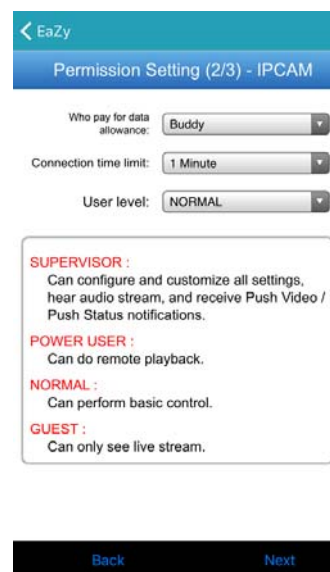 EaZy
Permission Setting (2/3) - IPCAM
Who pay for data
allowance:
Buddy
Connection time limit:
1 Minute
User level:
NORMAL
SUPERVISOR :
Can configure and customize all settings,
hear audio stream, and receive Push Video /
Push Status notifications.
POWER USER :
Can do remote playback.
NORMAL :
Can perform basic control.
GUEST :
Can only see live stream.
Back
Next